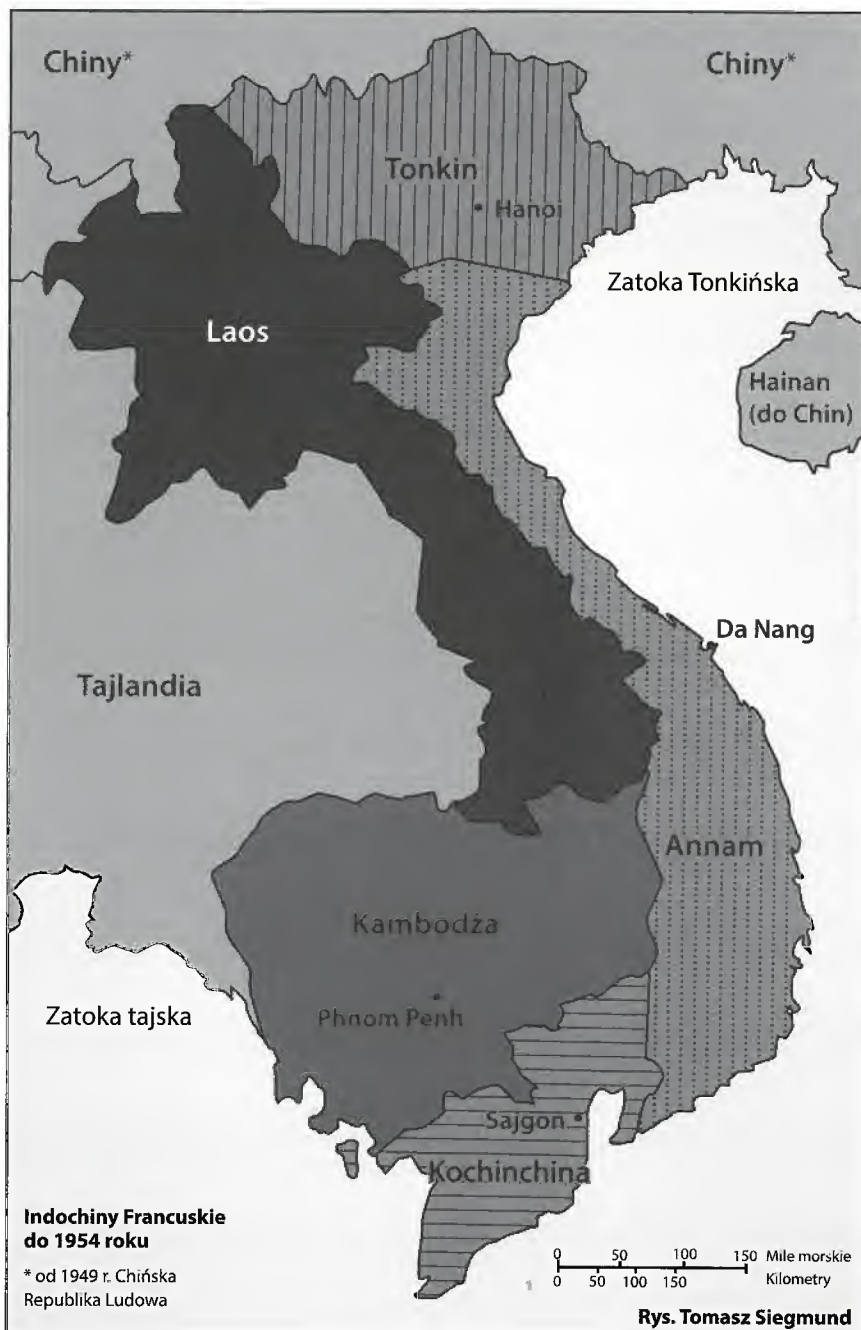 Chiny*
Chiny*
Tonkin
Hanoi
Zatoka Tonkińska
Laos
Hainan
(do Chin)
Da Nang
Tajlandia
Annam
Kambodża
Phnom Penh
Zatoka tajska
Sajgon
Kochinchina
Indochiny Francuskie
do 1954 roku
* od 1949 r. Chińska
Republika Ludowa
0 50 100 150 Mile morskie
0 50 100 150 Kilometry
Rys. Tomasz Siegmund